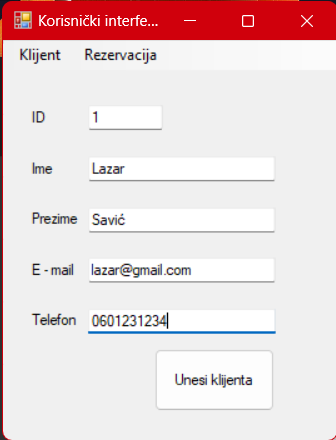 Korisnički interfe...
Klijent Rezervacija
ID 1
Ime Lazar
Prezime Savić
E - mail lazar@gmail.com
Telefon 0601231234
Unesi klijenta